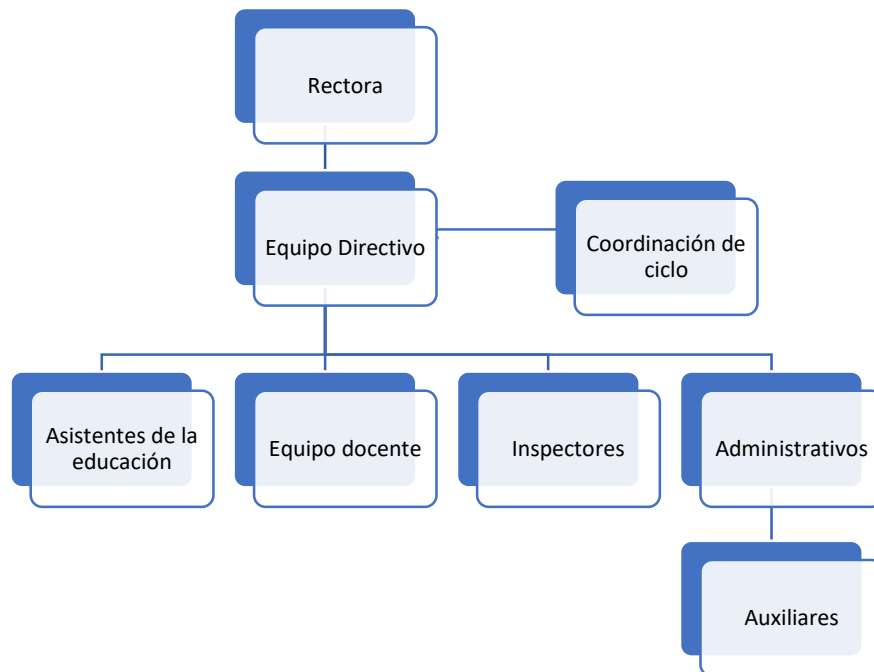 Rectora
Equipo Directivo
Coordinación de
ciclo
Asistentes de la
educación
Equipo docente
Inspectores
Administrativos
Auxiliares